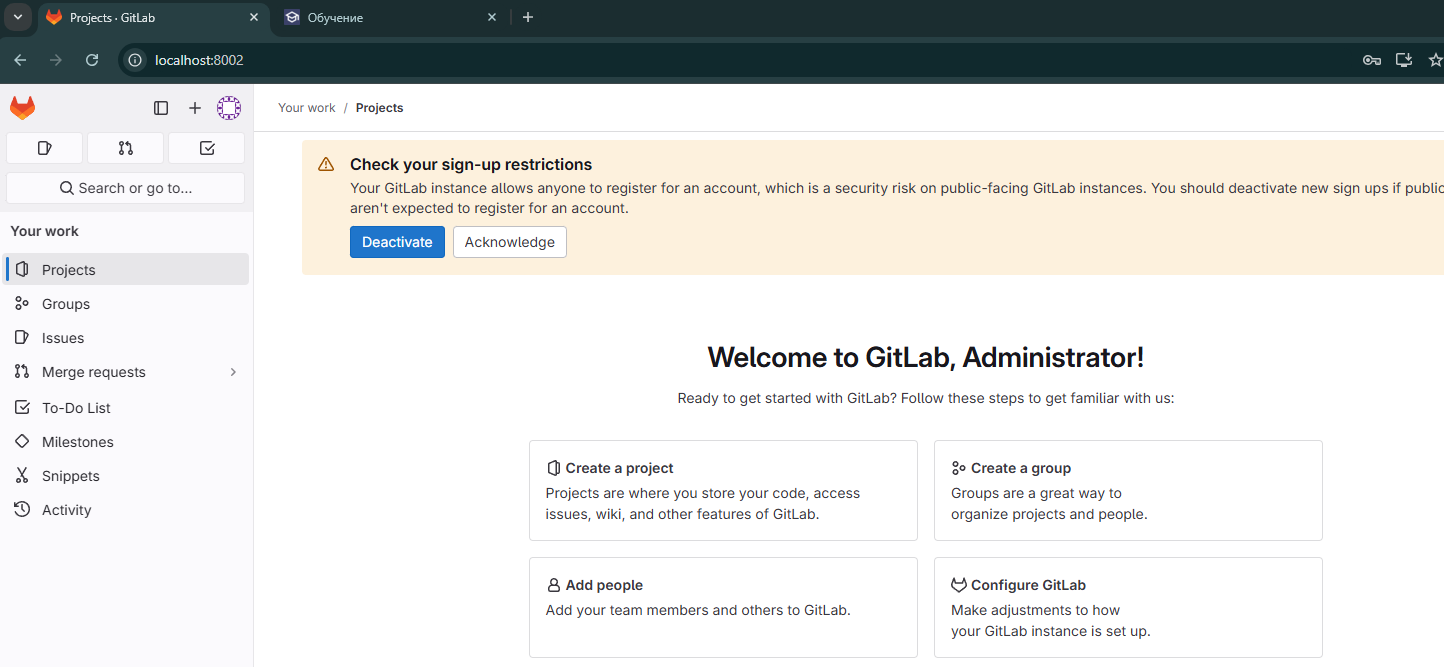 Projects · GitLab
Обучение
localhost:8002
Your work / Projects
Search or go to...
Your work
Projects
Groups
Issues
Merge requests
To-Do List
Milestones
Snippets
Activity
Check your sign-up restrictions
Your GitLab instance allows anyone to register for an account, which is a security risk on public-facing GitLab instances. You should deactivate new sign ups if public
aren't expected to register for an account.
Deactivate Acknowledge
Welcome to GitLab, Administrator!
Ready to get started with GitLab? Follow these steps to get familiar with us:
Create a project
Projects are where you store your code, access
issues, wiki, and other features of GitLab.
Create a group
Groups are a great way to
organize projects and people.
Add people
Add your team members and others to GitLab.
Configure GitLab
Make adjustments to how
your GitLab instance is set up.